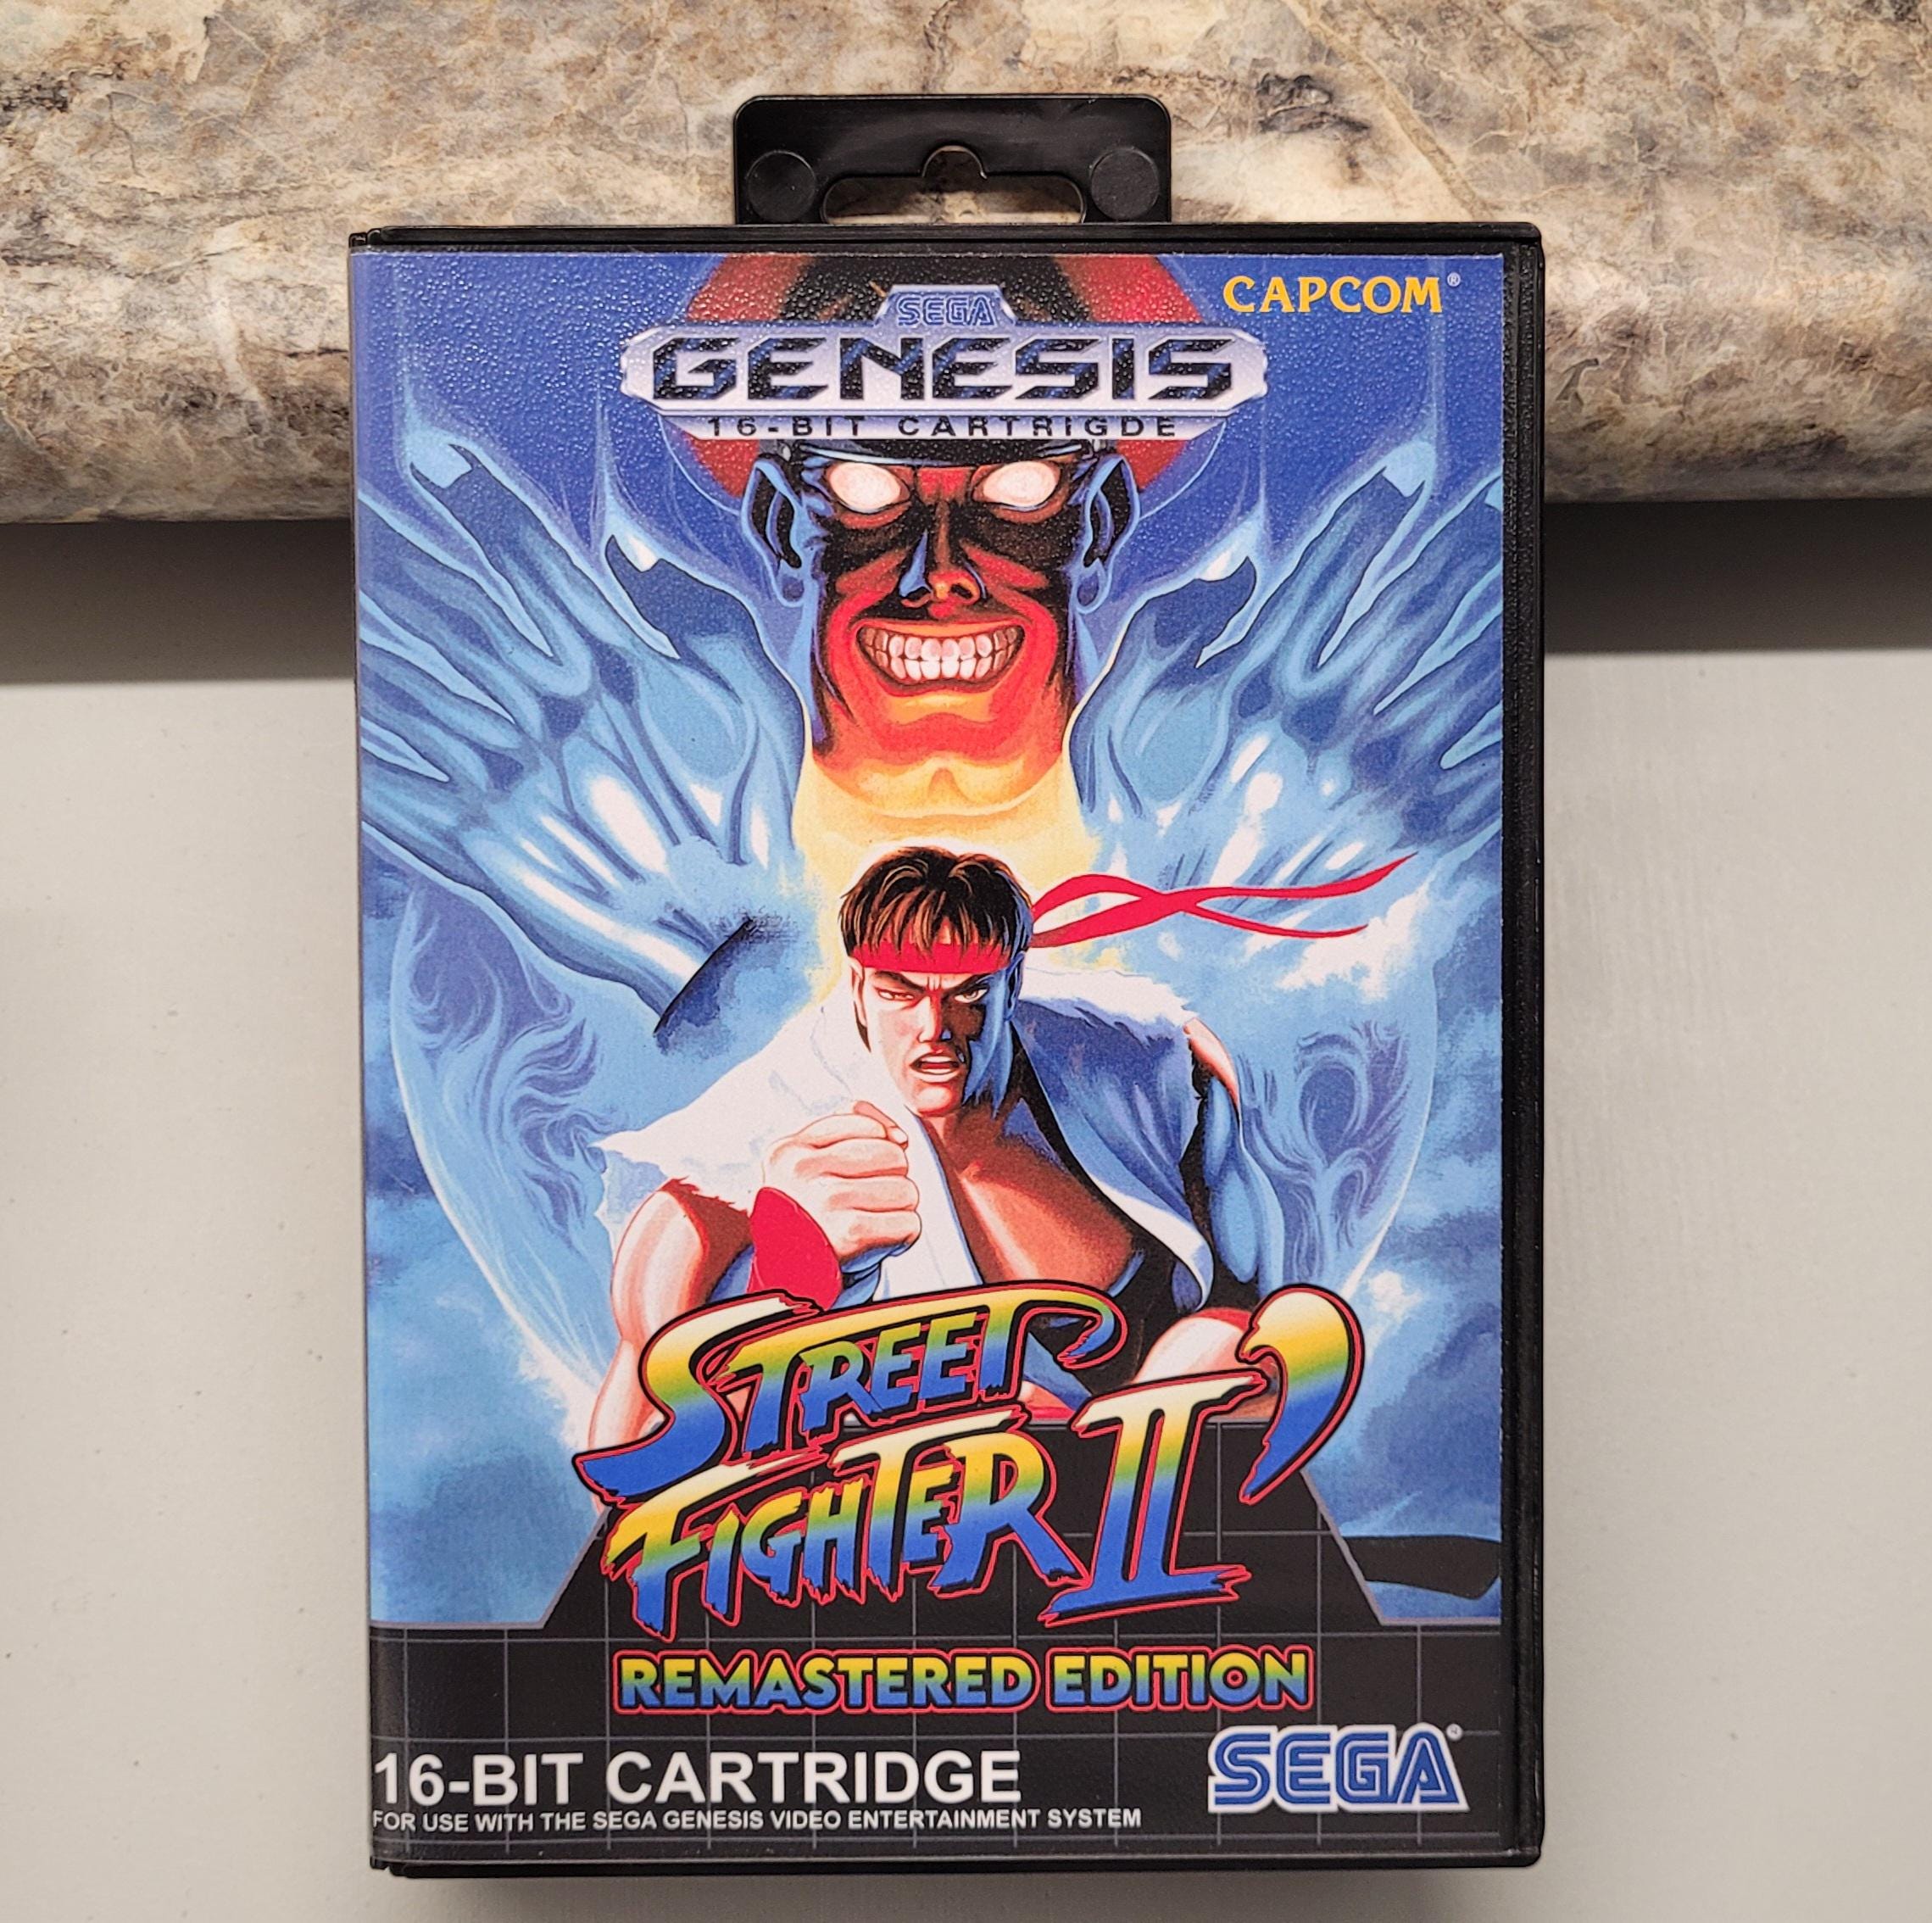 CAPCOM®
SEGA
GENESIS
16-BIT CARTRIGDE
STREET
FIGHTER II'
REMASTERED EDITION
SEGA®
16-BIT CARTRIDGE
FOR USE WITH THE SEGA GENESIS VIDEO ENTERTAINMENT SYSTEM